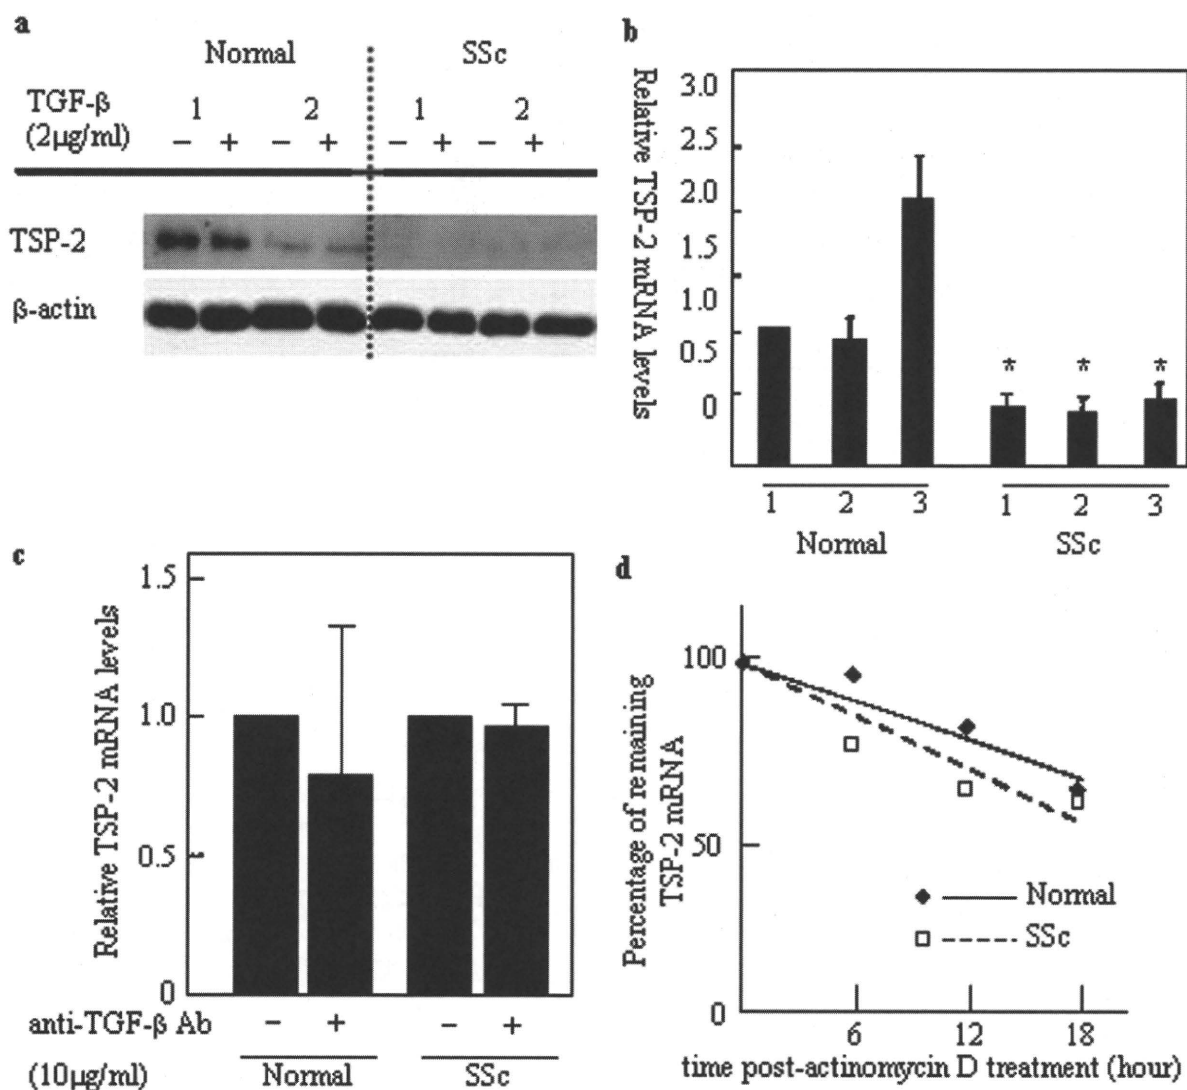 a
Normal SSc
TGF-β 1 2 1 2
(2μg/ml) − + − + − + − +
TSP-2
β-actin
b
Relative TSP-2 mRNA levels
3.0
2.5
2.0
1.5
1.0
0.5
0
* * *
1 2 3 1 2 3
Normal SSc
c
Relative TSP-2 mRNA levels
1.5
1.0
0.5
0
anti-TGF-β Ab − + − +
(10μg/ml) Normal SSc
d
Percentage of remaining
TSP-2 mRNA
100
50
0
Normal
SSc
6 12 18
time post-actinomycin D treatment (hour)